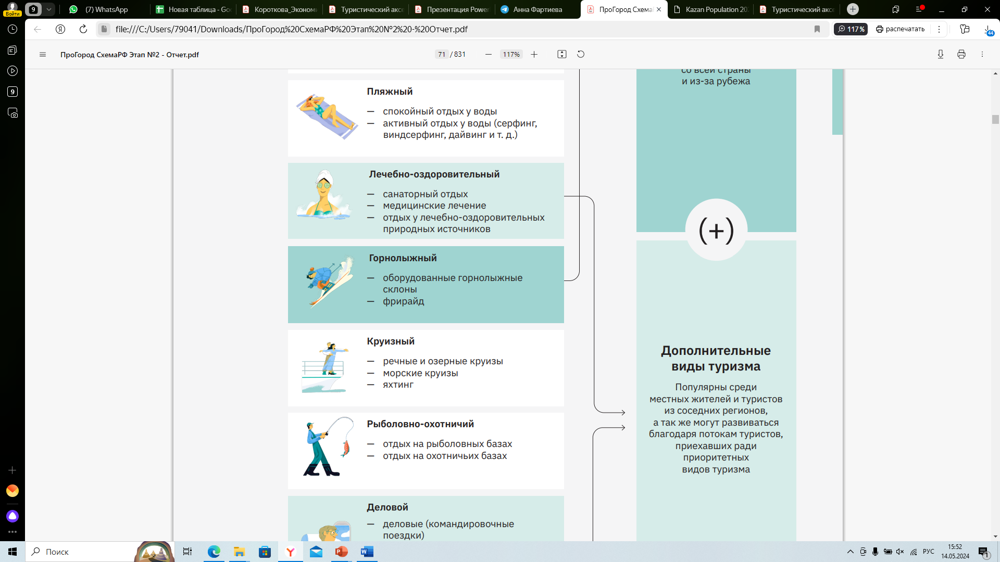 Войти
9
(7) WhatsApp
Новая таблица - Goo
Короткова_Экономи
Туристический аксе
Презентация PowerP
Анна Фартиева
ПроГород Схема
Kazan Population 202
Туристический аксе
file:///C:/Users/79041/Downloads/ПроГород%20СхемаРФ%20Этап%20№2%20-%20Отчет.pdf
117%
распечатать
44
ПроГород СхемаРФ Этап №2 - Отчет.pdf
71 / 831
117%
9
со всей страны
и из-за рубежа
Пляжный
— спокойный отдых у воды
— активный отдых у воды (серфинг,
виндсерфинг, дайвинг и т. д.)
Лечебно-оздоровительный
— санаторный отдых
— медицинские лечение
— отдых у лечебно-оздоровительных
природных источников
(+)
Горнолыжный
— оборудованные горнолыжные
склоны
— фрирайд
Круизный
— речные и озерные круизы
— морские круизы
— яхтинг
Рыболовно-охотничий
— отдых на рыболовных базах
— отдых на охотничьих базах
Деловой
— деловые (командировочные
поездки)
Дополнительные
виды туризма
Популярны среди
местных жителей и туристов
из соседних регионов,
а так же могут развиваться
благодаря потокам туристов,
приехавших ради
приоритетных
видов туризма
Поиск
РУС
15:52
14.05.2024
1